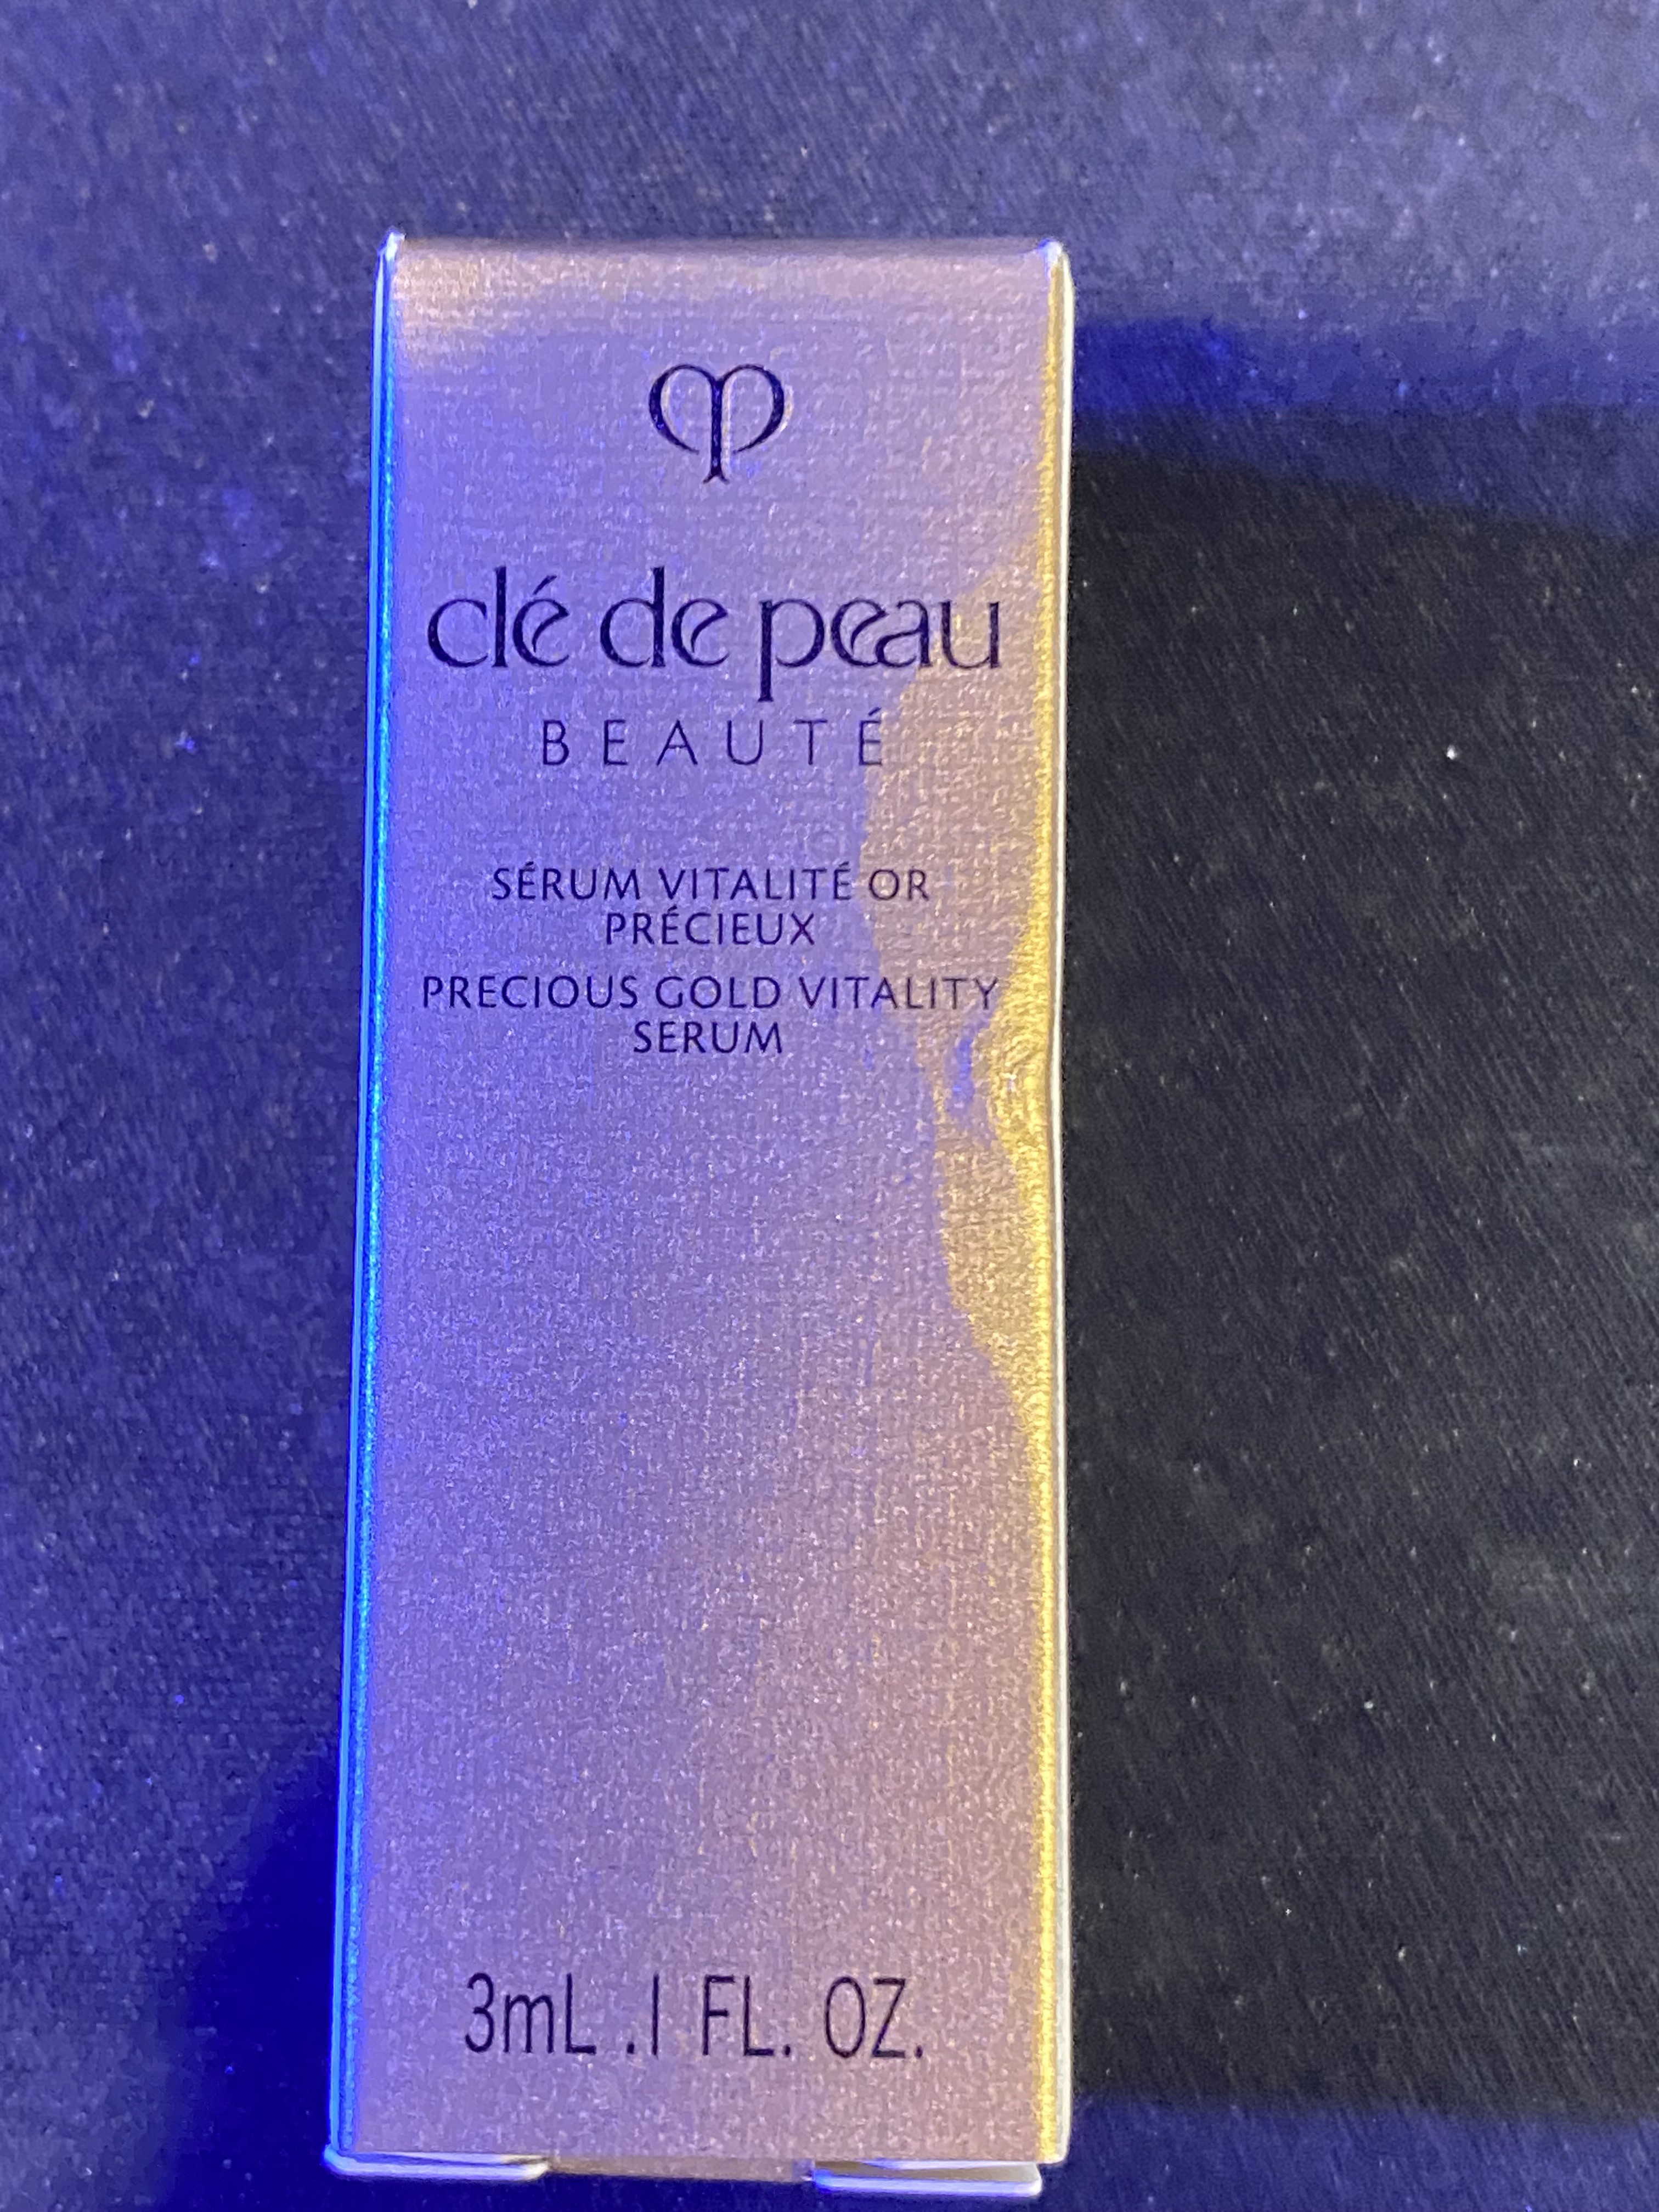 clé de peau
BEAUTÉ
SÉRUM VITALITÉ OR
PRÉCIEUX
PRECIOUS GOLD VITALITY
SERUM
3mL .1 FL. OZ.